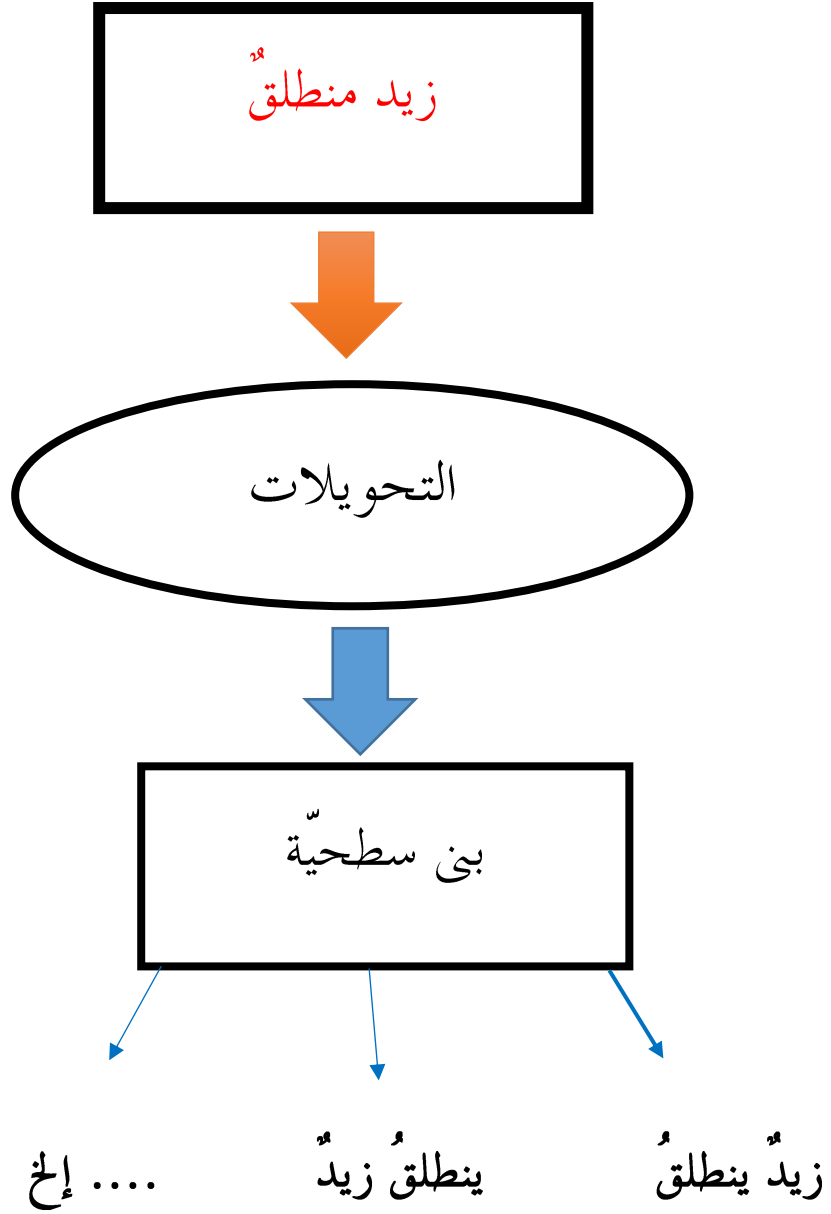 زيد منطلقٌ
التحويلات
بنى سطحيّة
زيدٌ ينطلقُ
ينطلقُ زيدٌ
.... إلخ